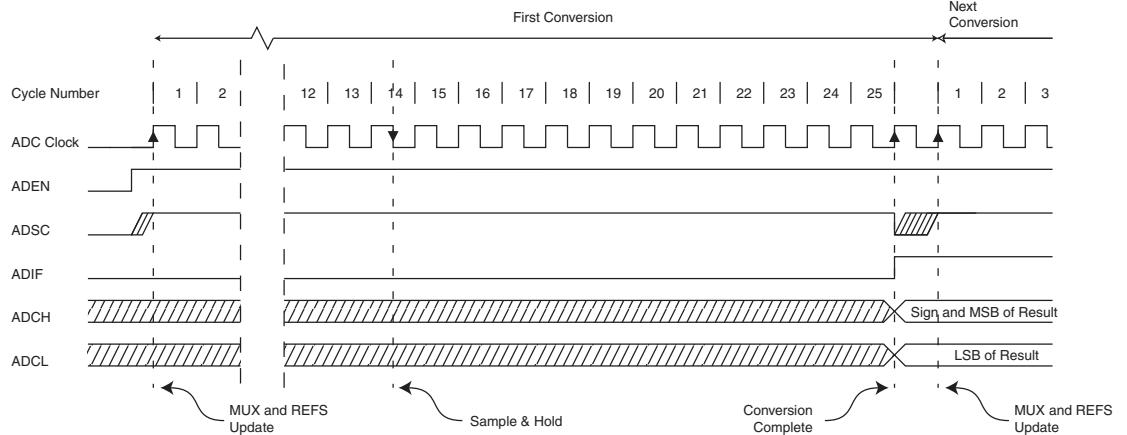 First Conversion
Next
Conversion
Cycle Number 1 2 12 13 14 15 16 17 18 19 20 21 22 23 24 25 1 2 3
ADC Clock
ADEN
ADSC
ADIF
ADCH Sign and MSB of Result
ADCL LSB of Result
MUX and REFS
Update
Sample & Hold
Conversion
Complete
MUX and REFS
Update